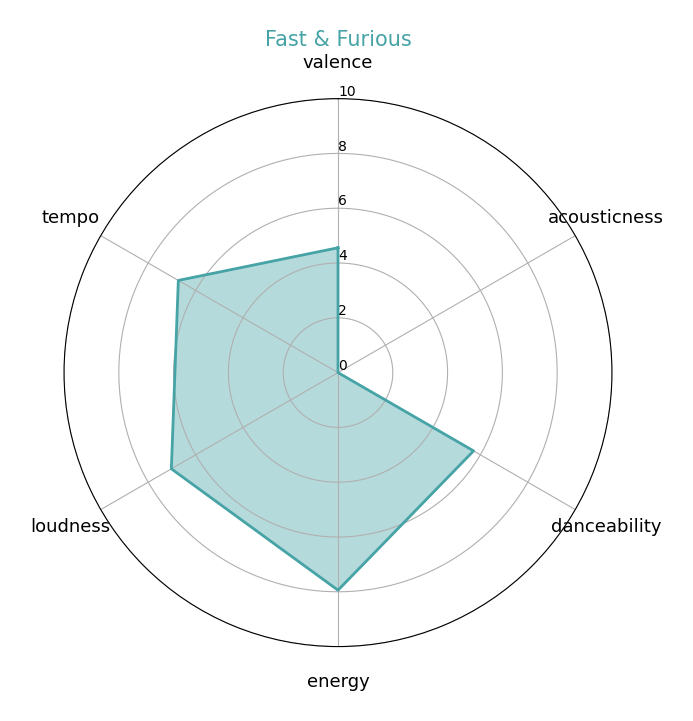 Fast & Furious
valence
10
8
6
4
2
0
tempo
acousticness
loudness
danceability
energy